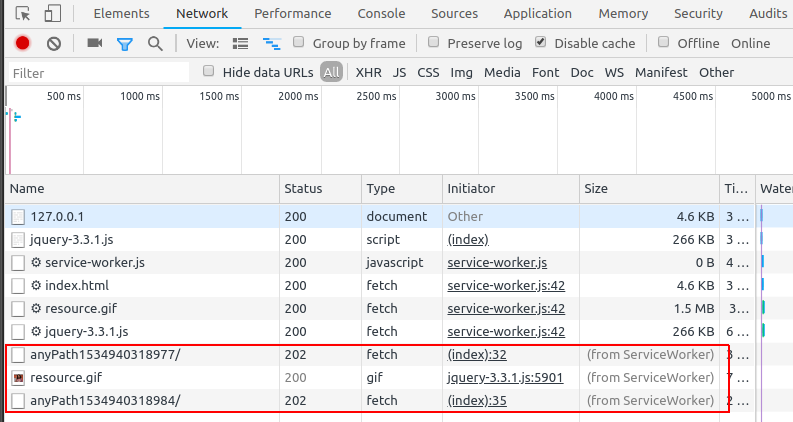 Elements Network Performance Console Sources Application Memory Security Audits
View: Group by frame Preserve log Disable cache Offline Online
Filter Hide data URLs All XHR JS CSS Img Media Font Doc WS Manifest Other
500 ms 1000 ms 1500 ms 2000 ms 2500 ms 3000 ms 3500 ms 4000 ms 4500 ms 5000 ms
Name Status Type Initiator Size Ti... Water
127.0.0.1 200 document Other 4.6 KB 3 ...
jquery-3.3.1.js 200 script (index) 266 KB 3 ...
service-worker.js 200 javascript service-worker.js 0 B 4 ...
index.html 200 fetch service-worker.js:42 4.6 KB 3 ...
resource.gif 200 fetch service-worker.js:42 1.5 MB 3...
jquery-3.3.1.js 200 fetch service-worker.js:42 266 KB 6 ...
anyPath1534940318977/ 202 fetch (index):32 (from ServiceWorker) 3 ...
resource.gif 200 gif jquery-3.3.1.js:5901 (from ServiceWorker) 7 ...
anyPath1534940318984/ 202 fetch (index):35 (from ServiceWorker) 2 ...